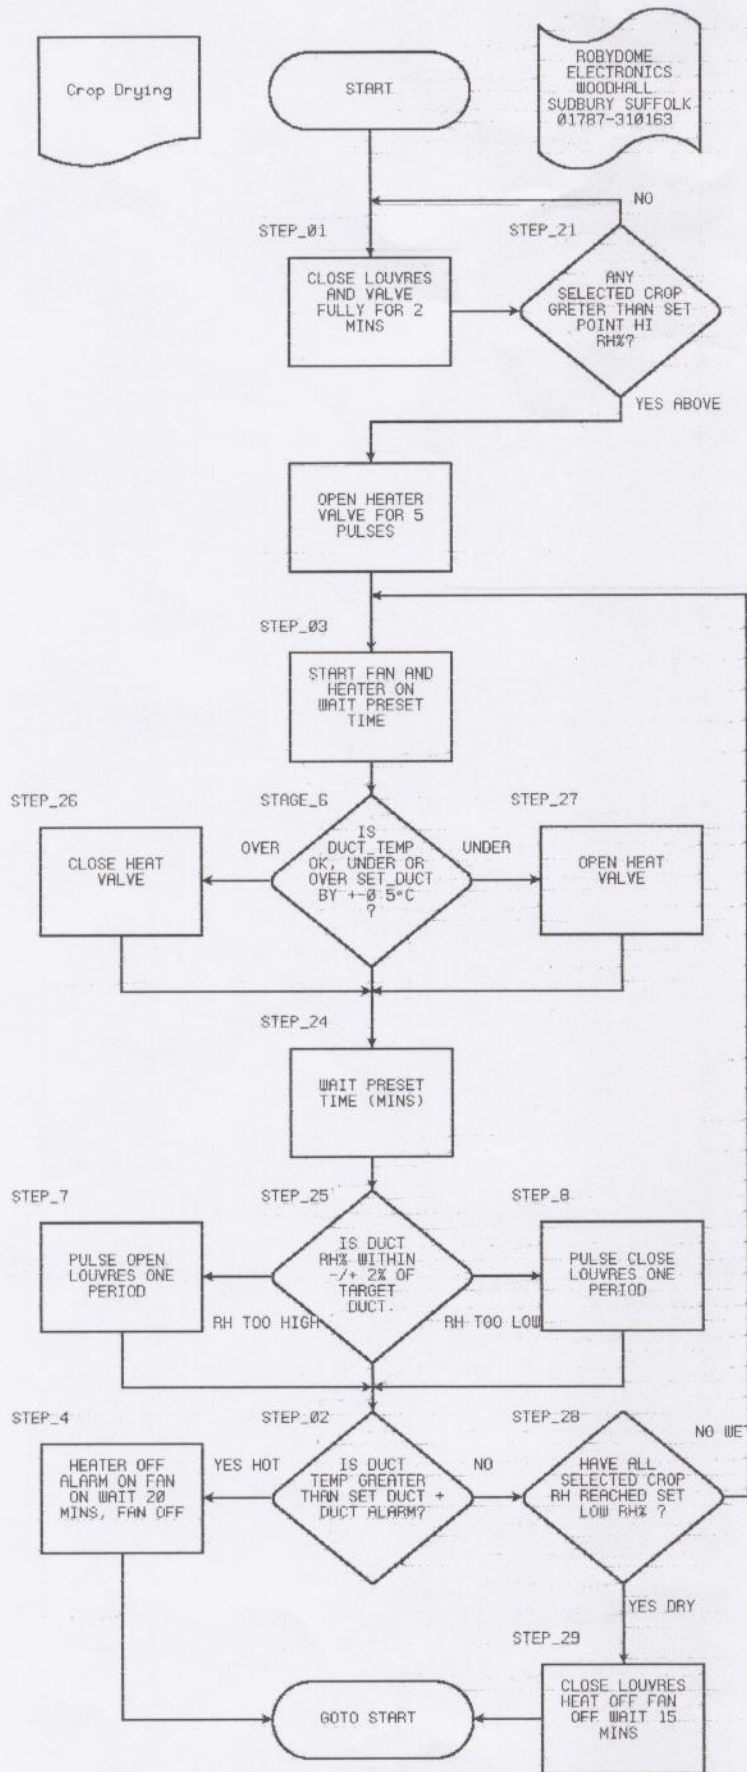 Crop Drying
START
ROBYDOME
ELECTRONICS
WOODHALL
SUDBURY SUFFOLK
01787-310163
NO
STEP_01
STEP_21
CLOSE LOUVRES
AND VALVE
FULLY FOR 2
MINS
ANY
SELECTED CROP
GRETER THAN SET
POINT HI
RH%?
YES ABOVE
OPEN HEATER
VALVE FOR 5
PULSES
STEP_03
START FAN AND
HEATER ON
WAIT PRESET
TIME
STEP_26
STAGE_6
STEP_27
CLOSE HEAT
VALVE
OVER
IS
DUCT_TEMP
OK, UNDER OR
OVER SET_DUCT
BY +-0.5°C
?
UNDER
OPEN HEAT
VALVE
STEP_24
WAIT PRESET
TIME (MINS)
STEP_7
STEP_25
STEP_8
PULSE OPEN
LOUVRES ONE
PERIOD
IS DUCT
RH% WITHIN
-/+ 2% OF
TARGET
DUCT.
PULSE CLOSE
LOUVRES ONE
PERIOD
RH TOO HIGH
RH TOO LOW
STEP_4
STEP_02
STEP_28
NO WET
HEATER OFF
ALARM ON FAN
ON WAIT 20
MINS, FAN OFF
YES HOT
IS DUCT
TEMP GREATER
THAN SET DUCT +
DUCT ALARM?
NO
HAVE ALL
SELECTED CROP
RH REACHED SET
LOW RH% ?
YES DRY
STEP_29
CLOSE LOUVRES
HEAT OFF FAN
OFF WAIT 15
MINS
GOTO START